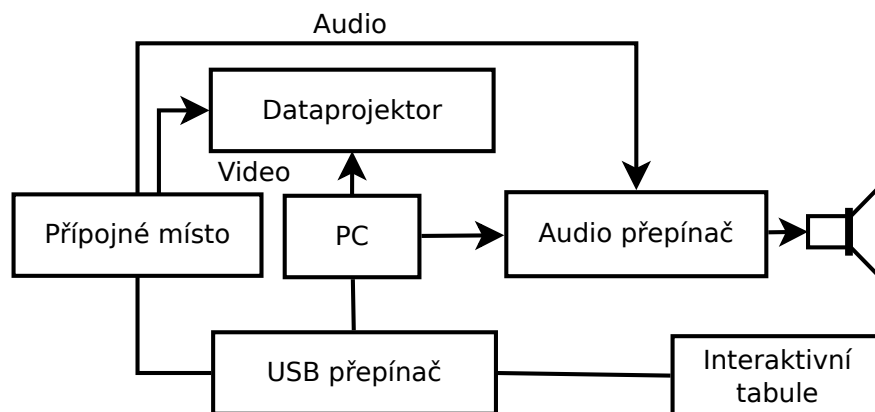 Audio
Dataprojektor
Video
Přípojné místo
PC
Audio přepínač
USB přepínač
Interaktivní
tabule